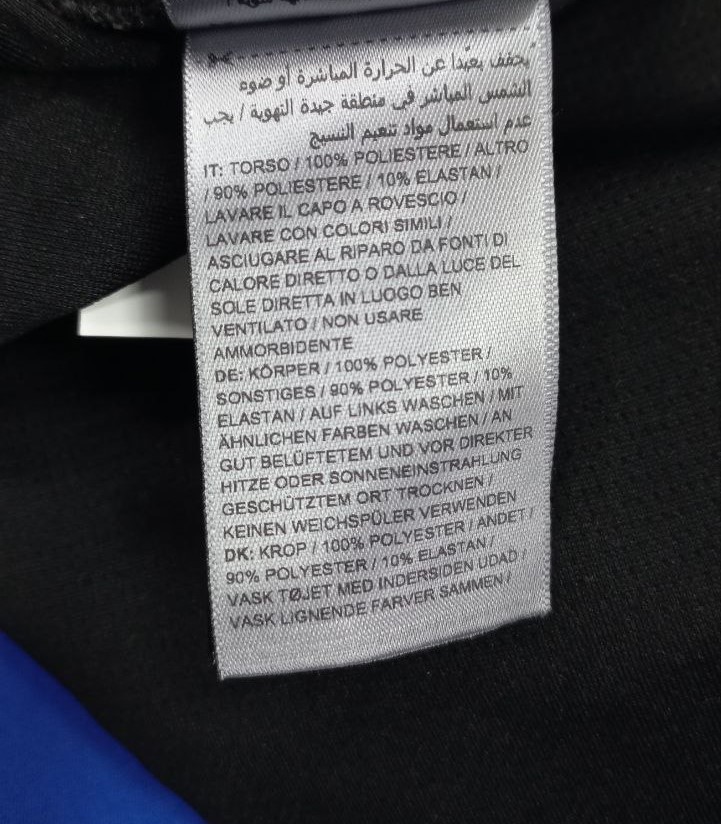 يجفف بعيدًا عن الحرارة المباشرة أو ضوء
الشمس المباشر في منطقة جيدة التهوية / يجب
عدم استعمال مواد تنعيم النسيج
IT: TORSO / 100% POLIESTERE / ALTRO
/ 90% POLIESTERE / 10% ELASTAN /
LAVARE IL CAPO A ROVESCIO /
LAVARE CON COLORI SIMILI /
ASCIUGARE AL RIPARO DA FONTI DI
CALORE DIRETTO O DALLA LUCE DEL
SOLE DIRETTA IN LUOGO BEN
VENTILATO / NON USARE
AMMORBIDENTE
DE: KÖRPER / 100% POLYESTER /
SONSTIGES / 90% POLYESTER / 10%
ELASTAN / AUF LINKS WASCHEN / MIT
ÄHNLICHEN FARBEN WASCHEN / AN
GUT BELÜFTETEM UND VOR DIREKTER
HITZE ODER SONNENEINSTRAHLUNG
GESCHÜTZTEM ORT TROCKNEN /
KEINEN WEICHSPÜLER VERWENDEN
DK: KROP / 100% POLYESTER / ANDET /
90% POLYESTER / 10% ELASTAN /
VASK TØJET MED INDERSIDEN UDAD /
VASK LIGNENDE FARVER SAMMEN /